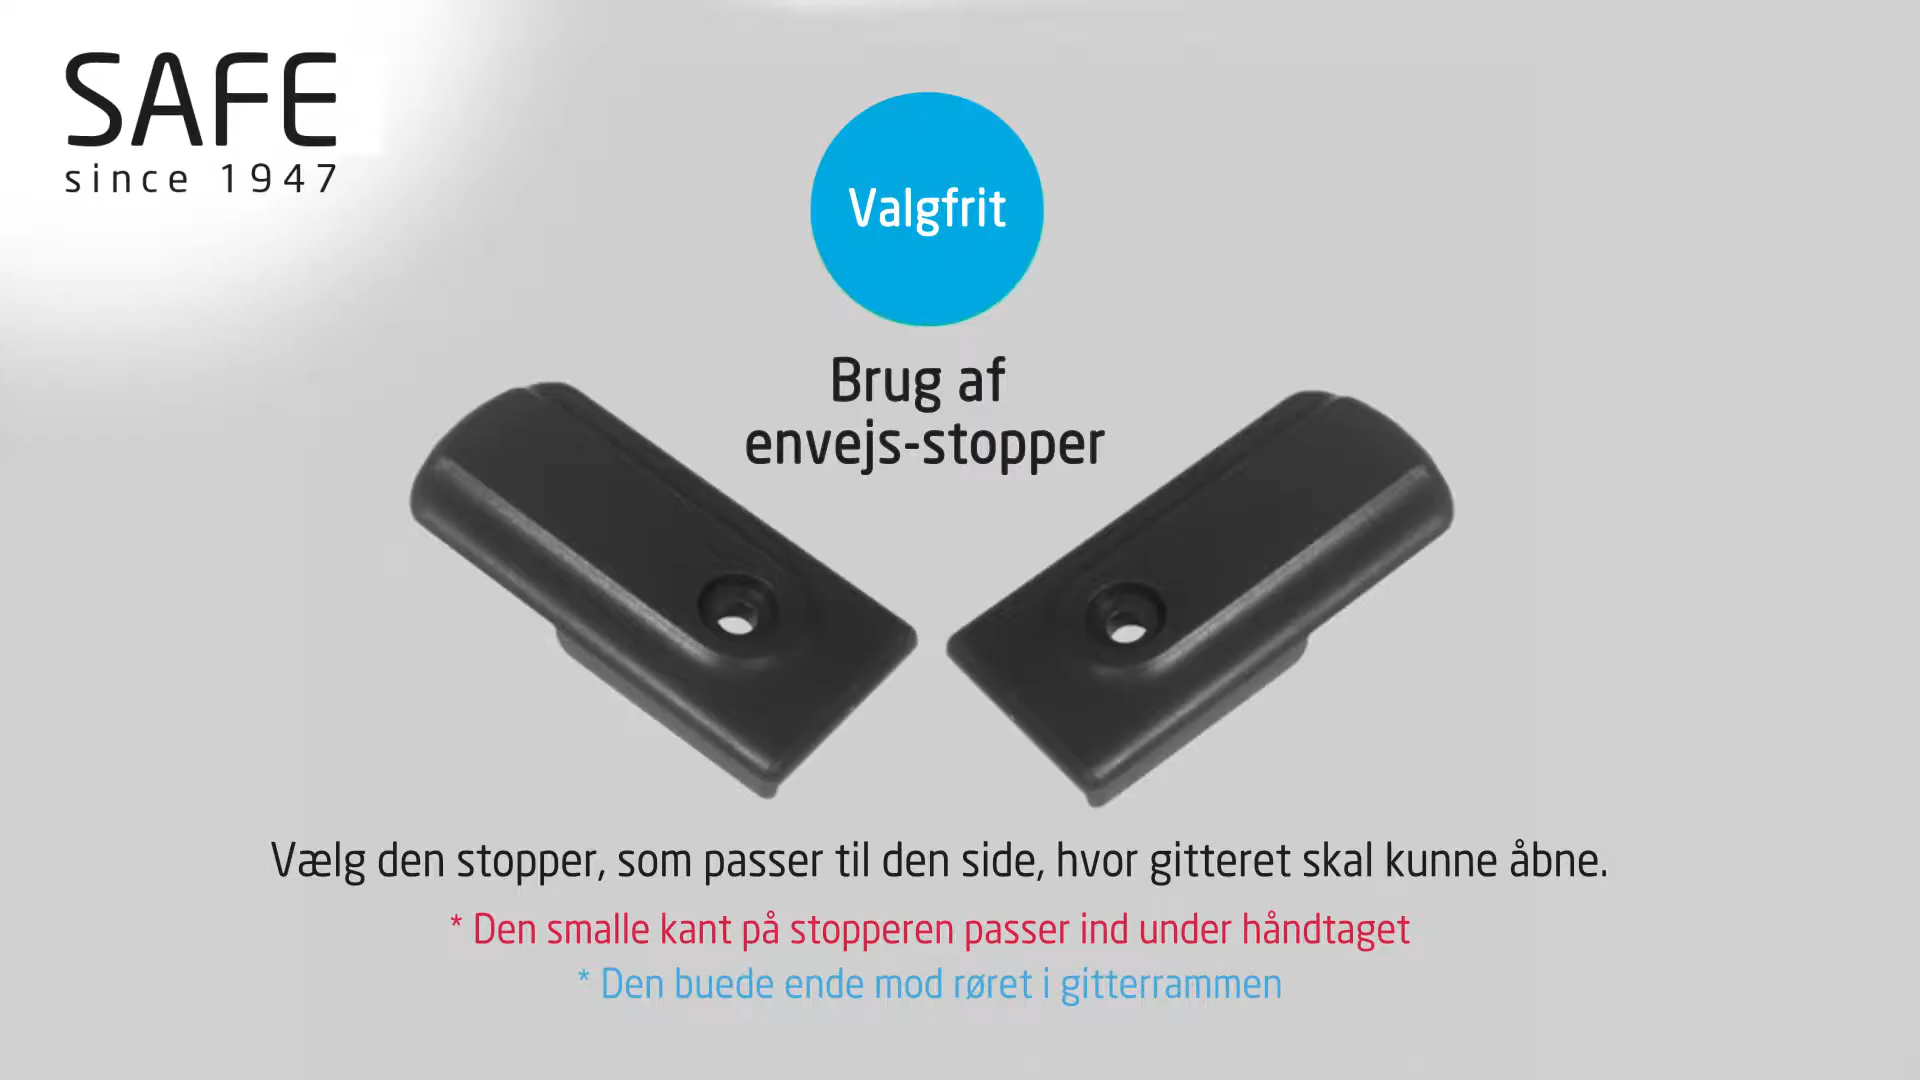 SAFE
since 1947
Valgfrit
Brug af
envejs-stopper
Vælg den stopper, som passer til den side, hvor gitteret skal kunne åbne.
* Den smalle kant på stopperen passer ind under håndtaget
* Den buede ende mod røret i gitterrammen